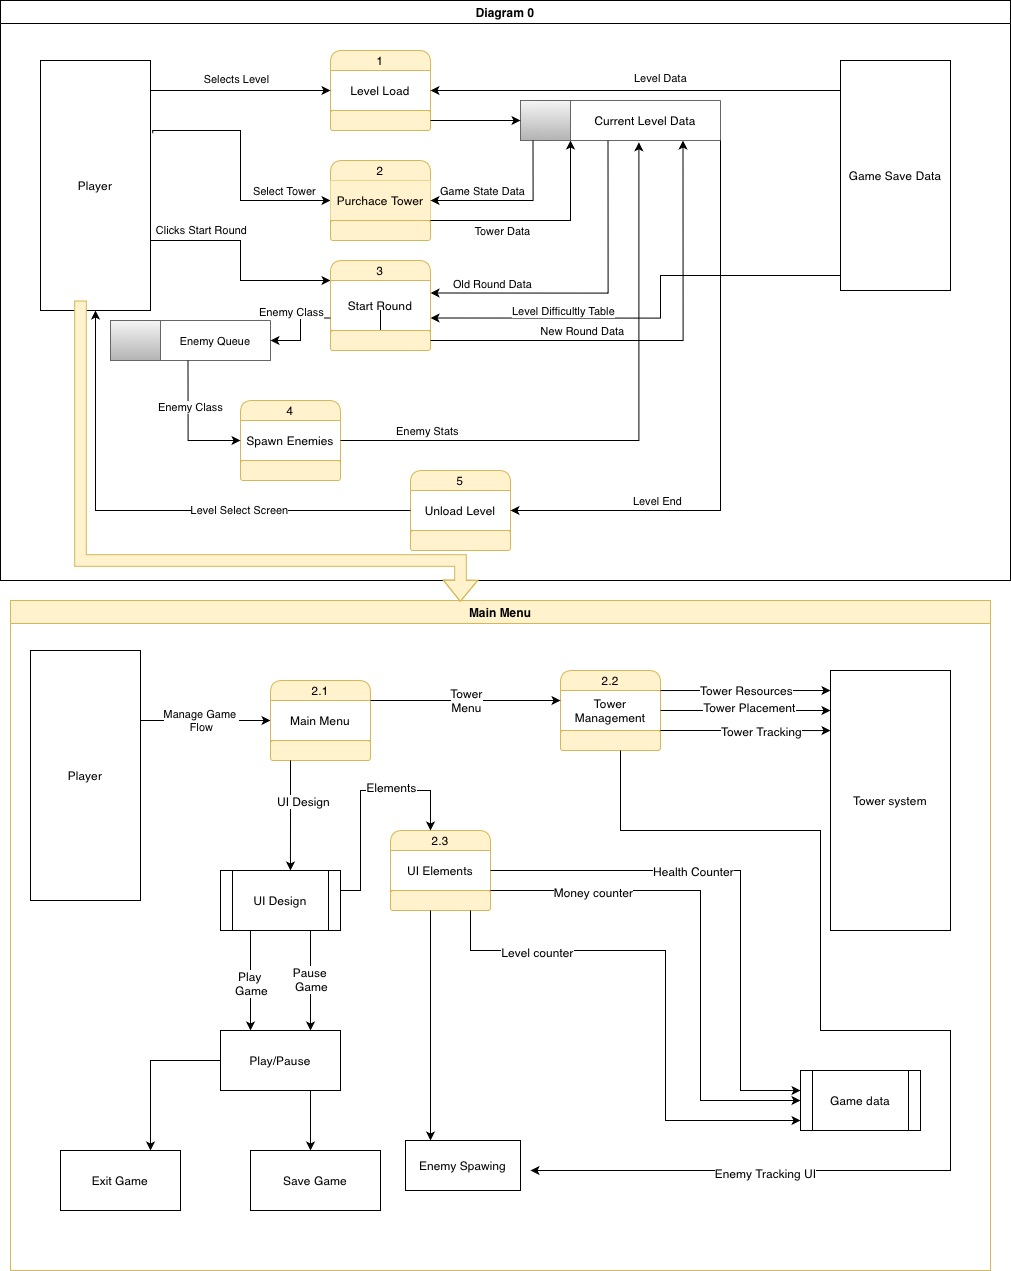 Diagram 0
1
Selects Level
Level Load
Level Data
Current Level Data
Player
2
Select Tower
Purchace Tower
Game State Data
Tower Data
Game Save Data
Clicks Start Round
3
Start Round
Old Round Data
Level Difficultly Table
New Round Data
Enemy Class
Enemy Queue
Enemy Class
4
Spawn Enemies
Enemy Stats
5
Unload Level
Level End
Level Select Screen
Main Menu
Player
Manage Game
Flow
2.1
Main Menu
Tower
Menu
2.2
Tower
Management
Tower Resources
Tower Placement
Tower Tracking
Tower system
UI Design
Elements
2.3
UI Elements
Health Counter
Money counter
Level counter
UI Design
Play
Game
Pause
Game
Play/Pause
Game data
Exit Game
Save Game
Enemy Spawing
Enemy Tracking UI